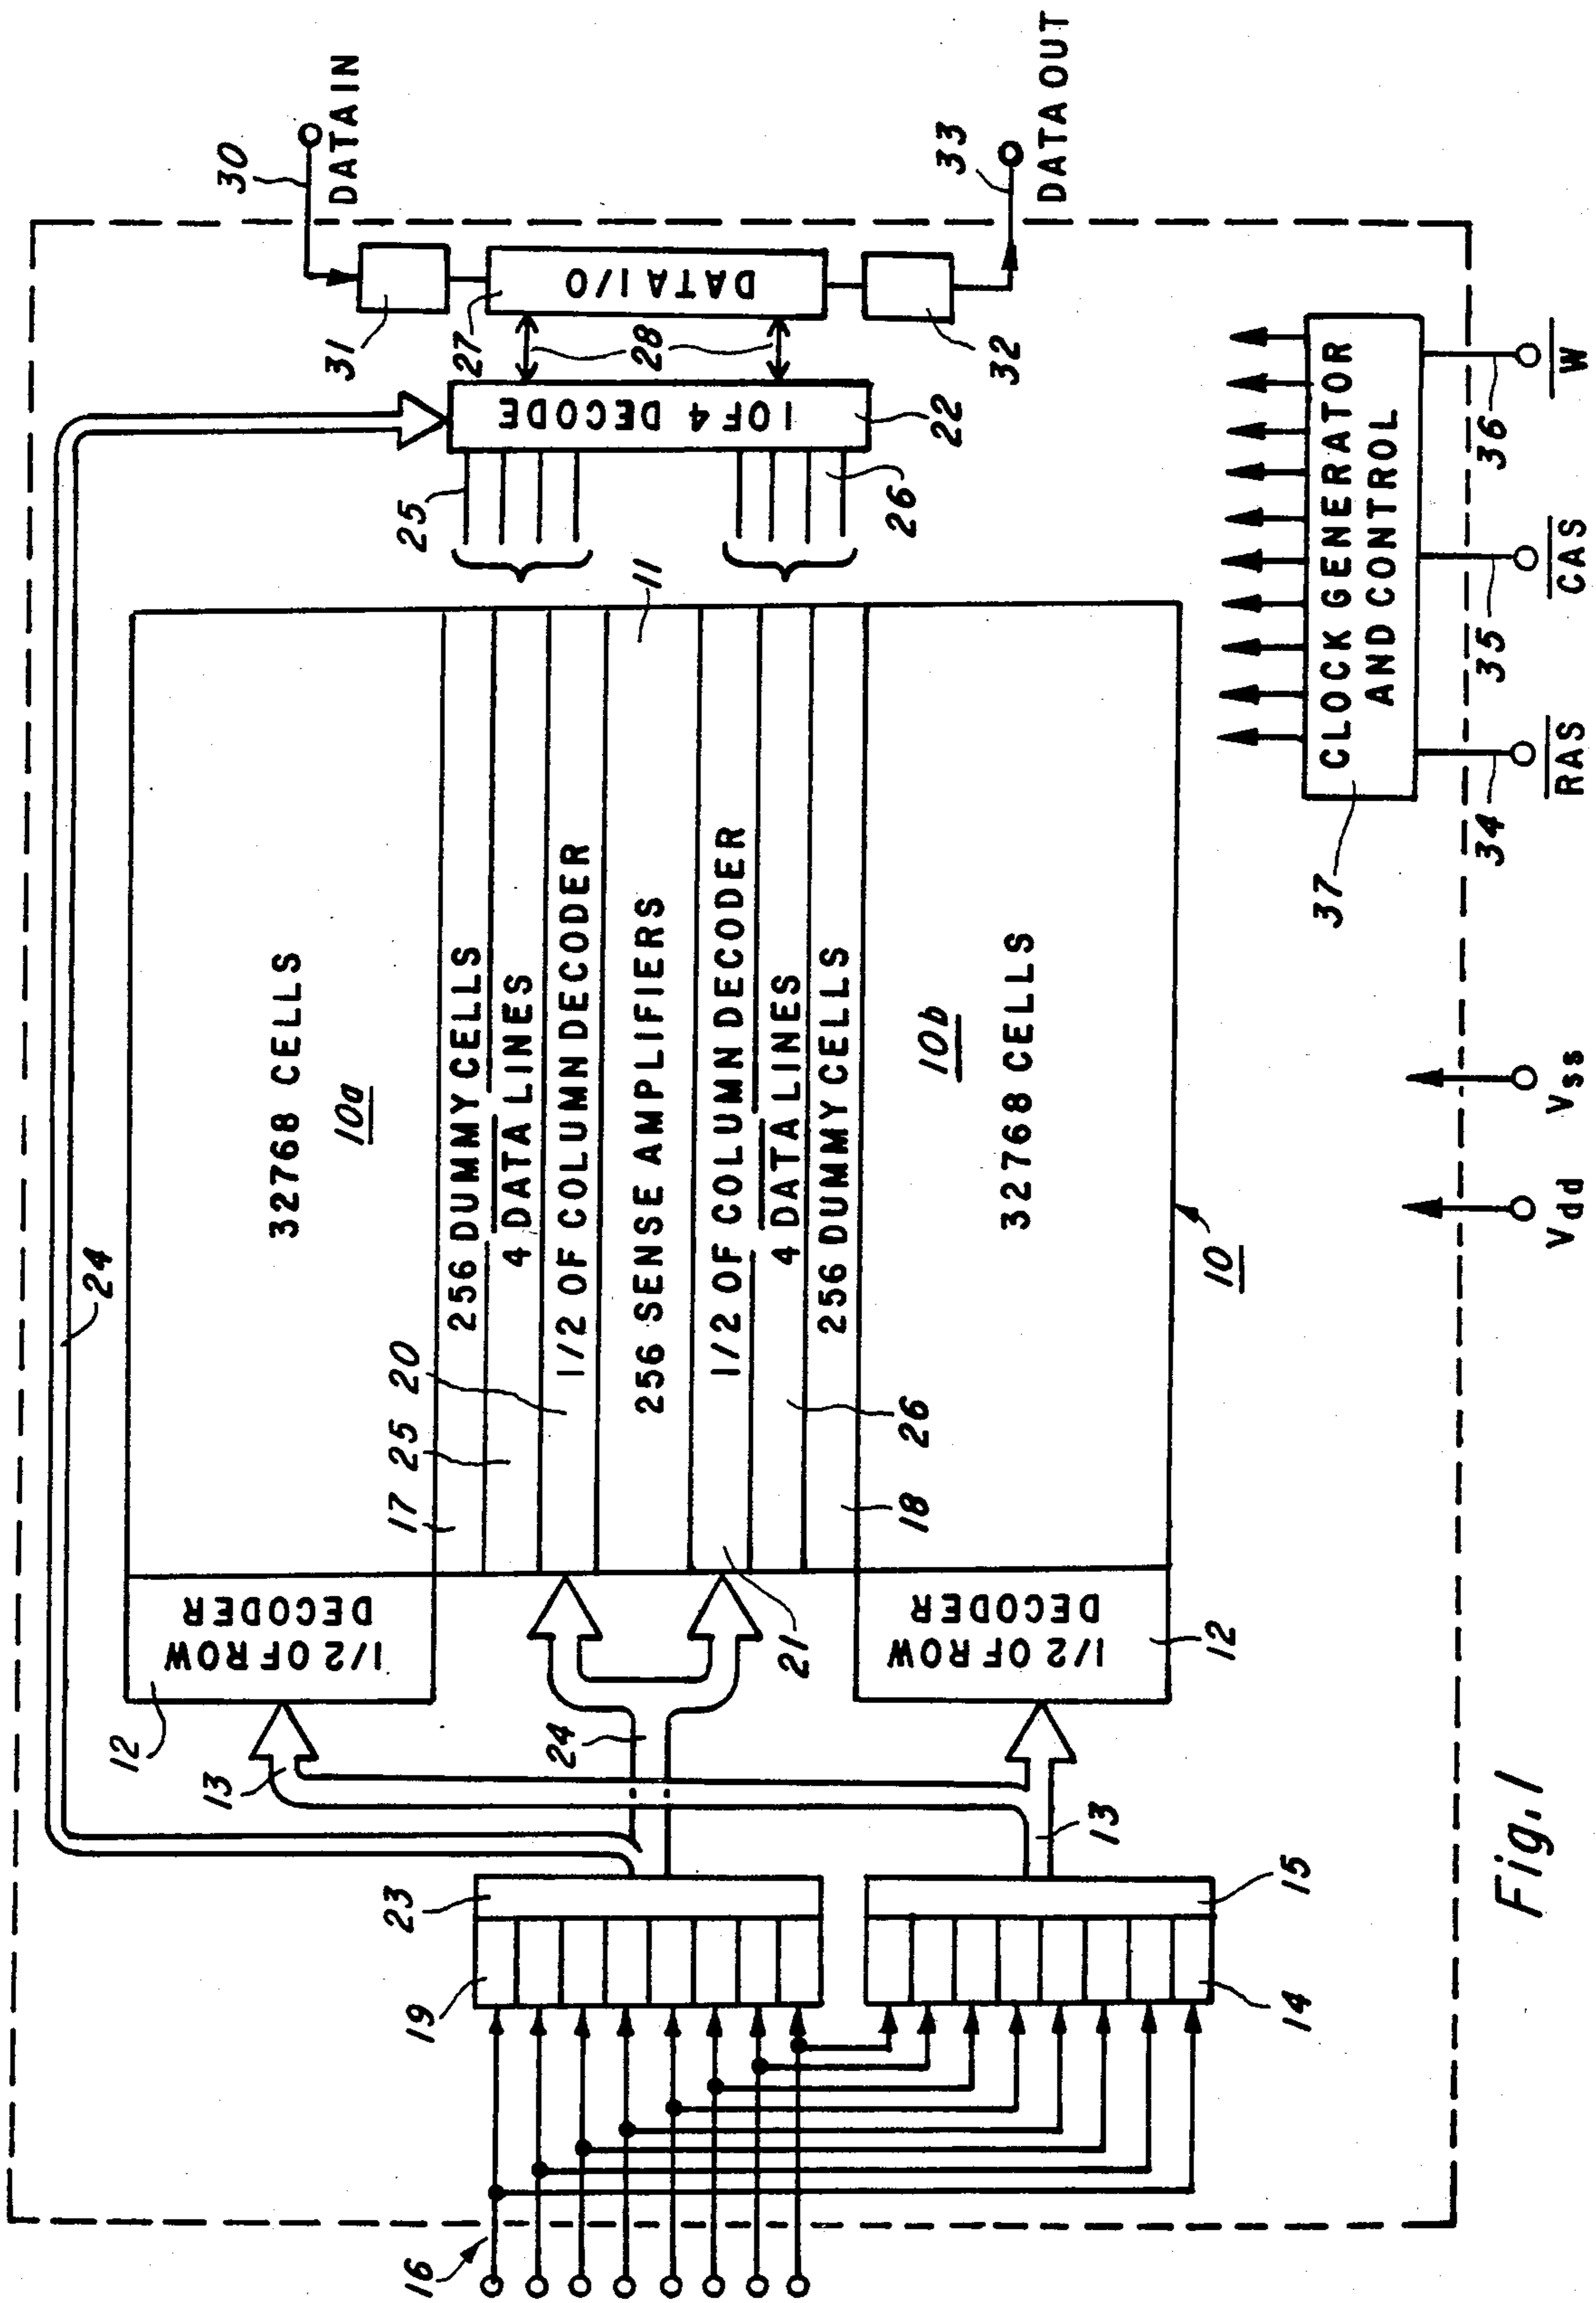 24
32768 CELLS
10a
1/2 OF ROW
DECODER
12
13
17
25
20
256 DUMMY CELLS
4 DATA LINES
1/2 OF COLUMN DECODER
256 SENSE AMPLIFIERS
11
1/2 OF COLUMN DECODER
4 DATA LINES
256 DUMMY CELLS
21
26
18
10b
32768 CELLS
1/2 OF ROW
DECODER
12
10
24
13
23
19
15
14
16
25
26
1 OF 4 DECODE
22
28
27
DATA I/O
31
32
30
DATA IN
33
DATA OUT
CLOCK GENERATOR
AND CONTROL
37
34
35
36
RAS
CAS
W
Vdd
Vss
Fig. 1